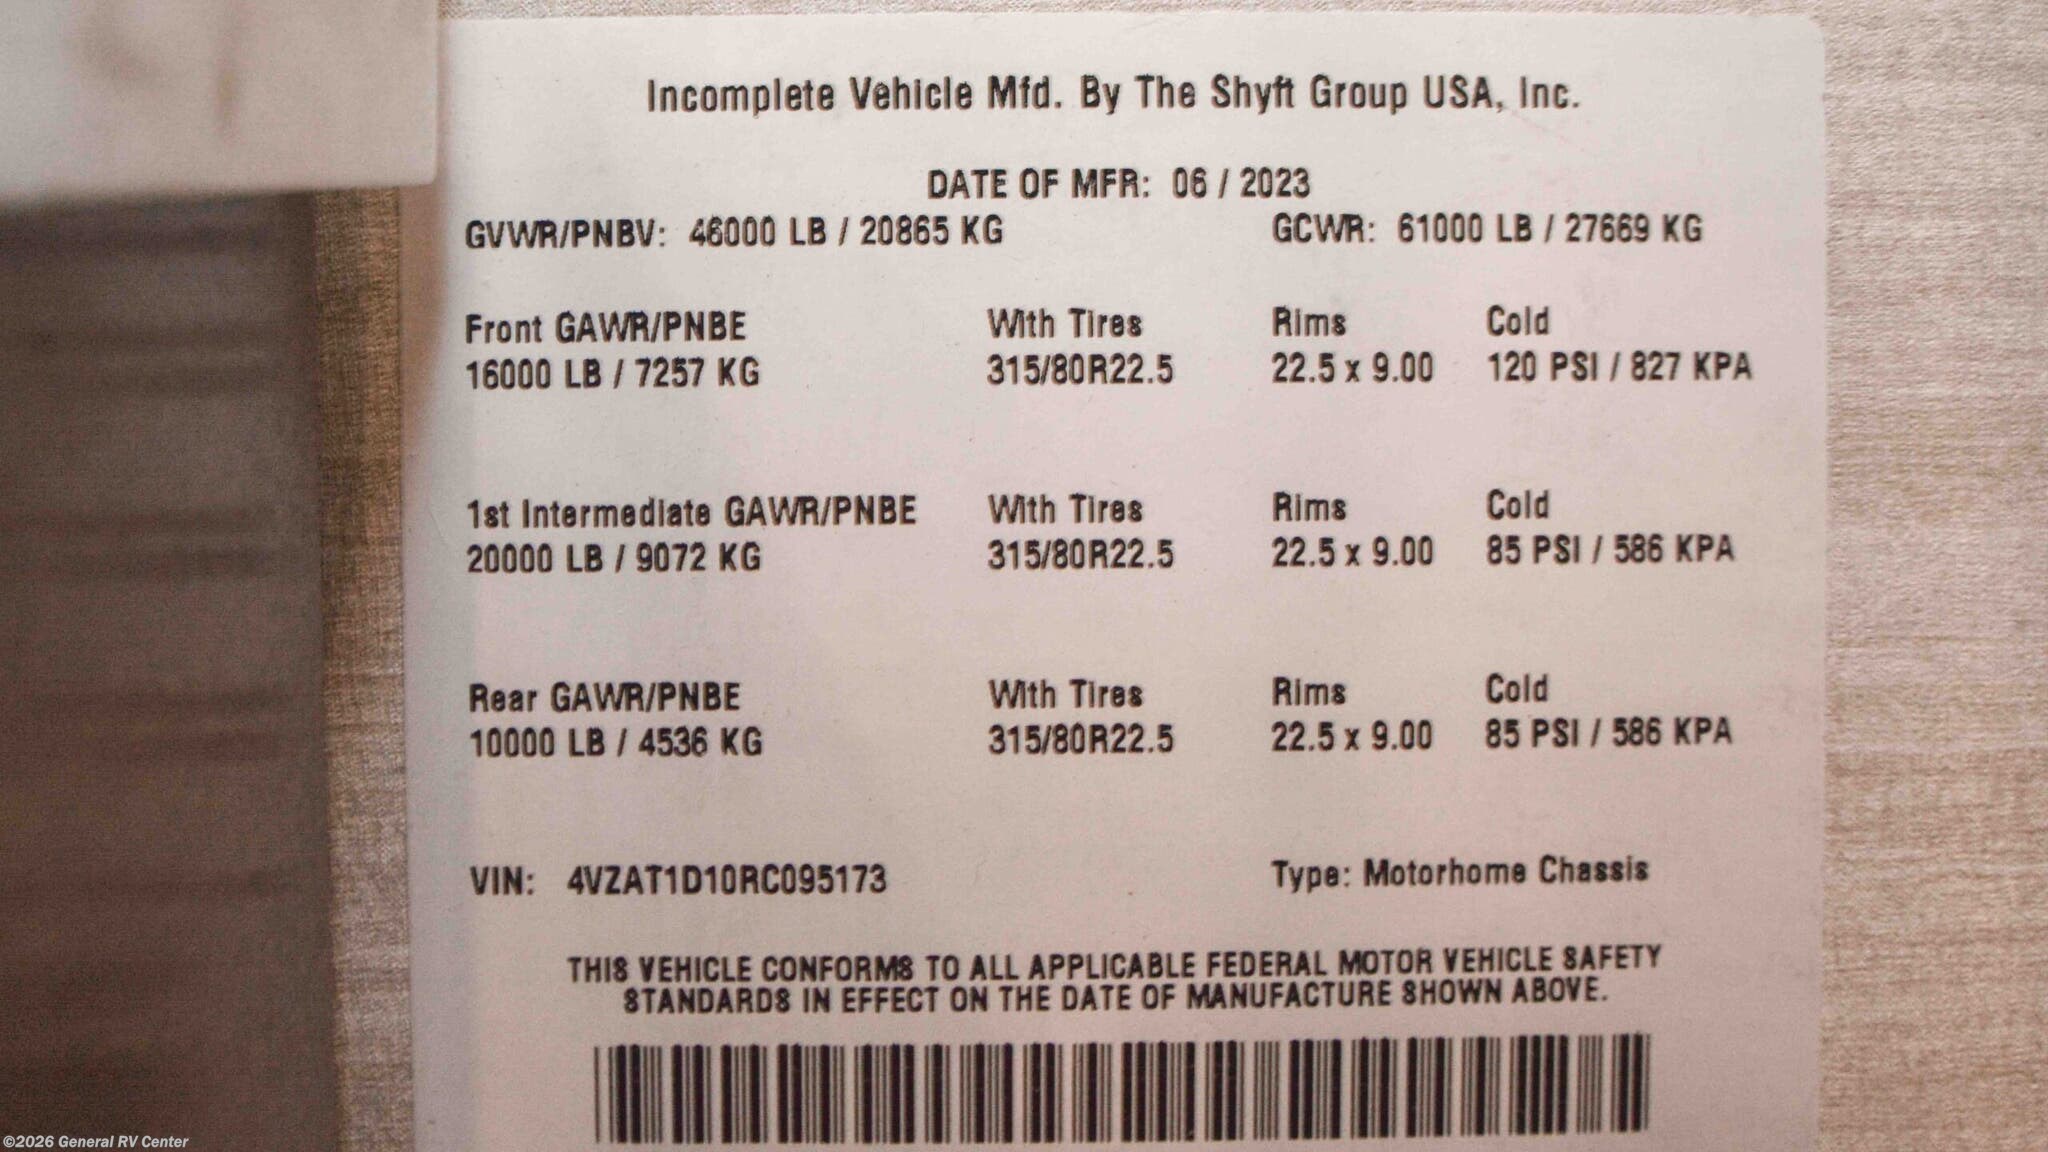 Incomplete Vehicle Mfd. By The Shyft Group USA, Inc.
DATE OF MFR: 06 / 2023
GVWR/PNBV: 46000 LB / 20865 KG GCWR: 61000 LB / 27669 KG
Front GAWR/PNBE With Tires Rims Cold
16000 LB / 7257 KG 315/80R22.5 22.5 x 9.00 120 PSI / 827 KPA
1st Intermediate GAWR/PNBE With Tires Rims Cold
20000 LB / 9072 KG 315/80R22.5 22.5 x 9.00 85 PSI / 586 KPA
Rear GAWR/PNBE With Tires Rims Cold
10000 LB / 4536 KG 315/80R22.5 22.5 x 9.00 85 PSI / 586 KPA
VIN: 4VZAT1D10RC095173 Type: Motorhome Chassis
THIS VEHICLE CONFORMS TO ALL APPLICABLE FEDERAL MOTOR VEHICLE SAFETY
STANDARDS IN EFFECT ON THE DATE OF MANUFACTURE SHOWN ABOVE.
©2026 General RV Center